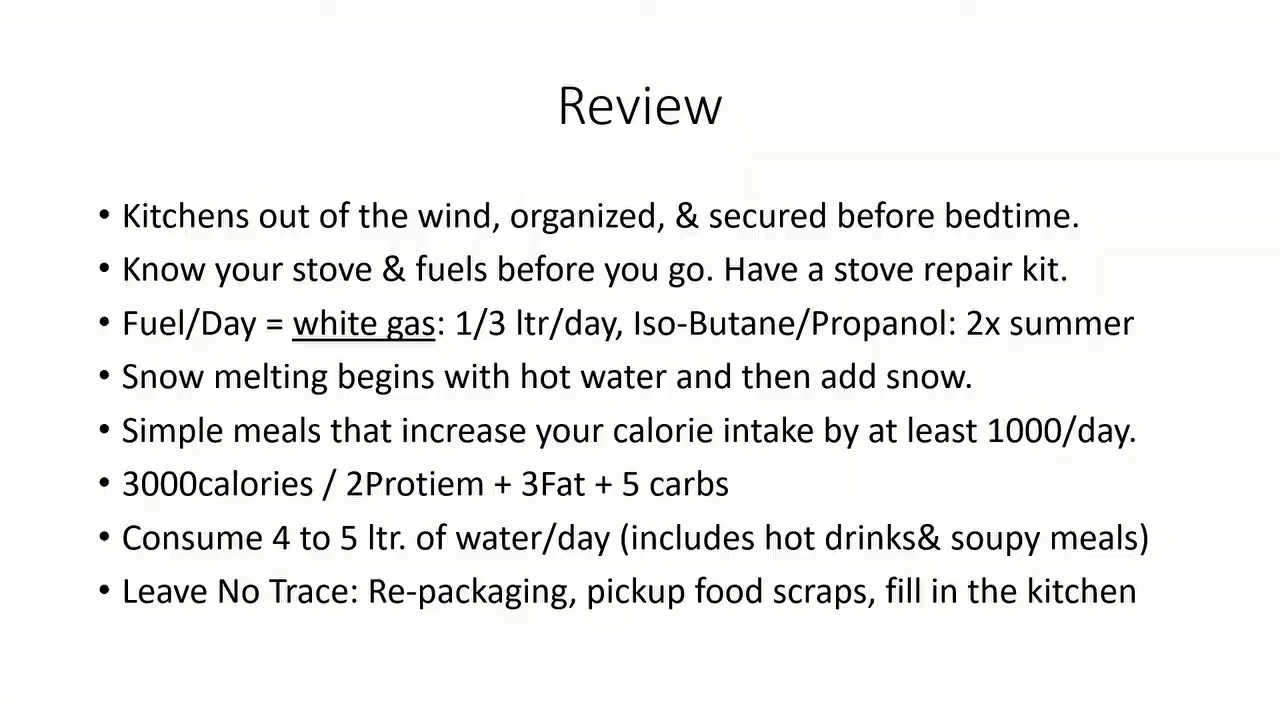 Review
• Kitchens out of the wind, organized, & secured before bedtime.
• Know your stove & fuels before you go. Have a stove repair kit.
• Fuel/Day = white gas: 1/3 ltr/day, Iso-Butane/Propanol: 2x summer
• Snow melting begins with hot water and then add snow.
• Simple meals that increase your calorie intake by at least 1000/day.
• 3000calories / 2Protiem + 3Fat + 5 carbs
• Consume 4 to 5 ltr. of water/day (includes hot drinks& soupy meals)
• Leave No Trace: Re-packaging, pickup food scraps, fill in the kitchen